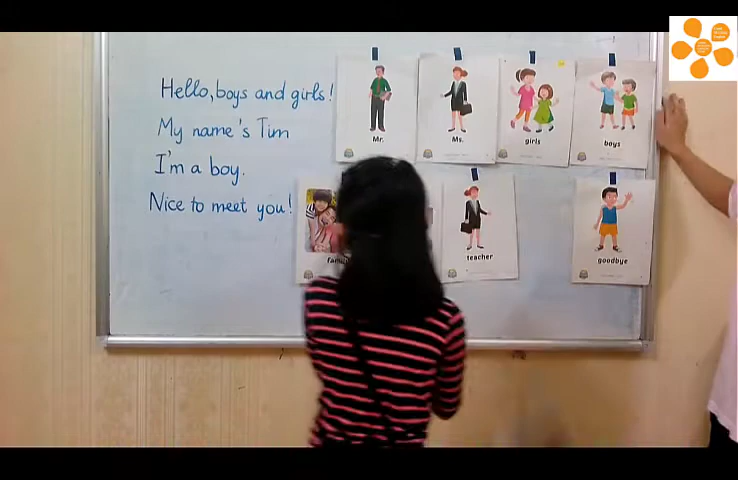 Hello, boys and girls!
My name's Tim
I'm a boy.
Nice to meet you!
Mr.
Ms.
girls
boys
teacher
goodbye